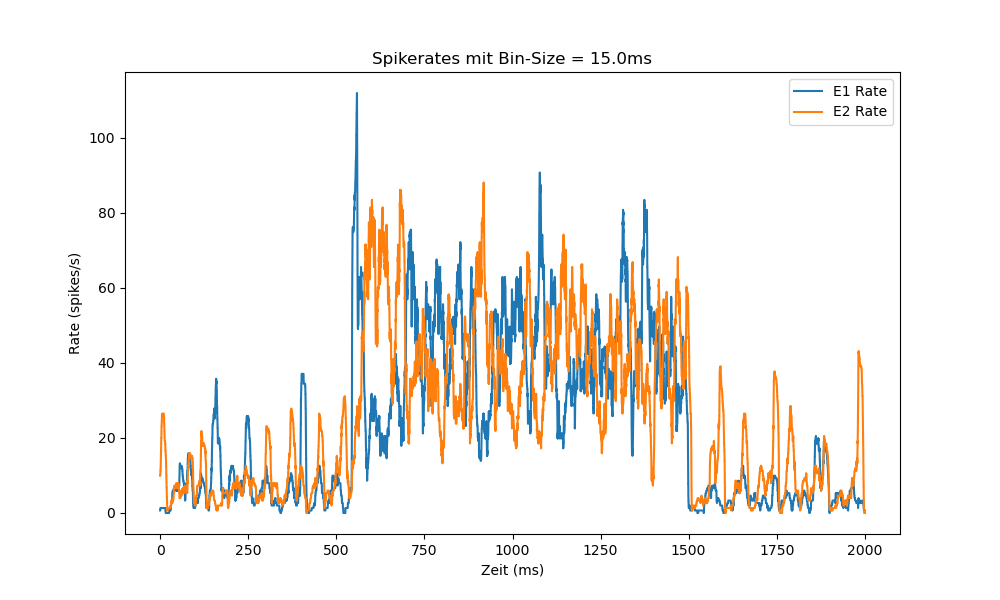 Spikerates mit Bin-Size = 15.0ms
E1 Rate
E2 Rate
100
80
60
40
20
0
Rate (spikes/s)
0 250 500 750 1000 1250 1500 1750 2000
Zeit (ms)